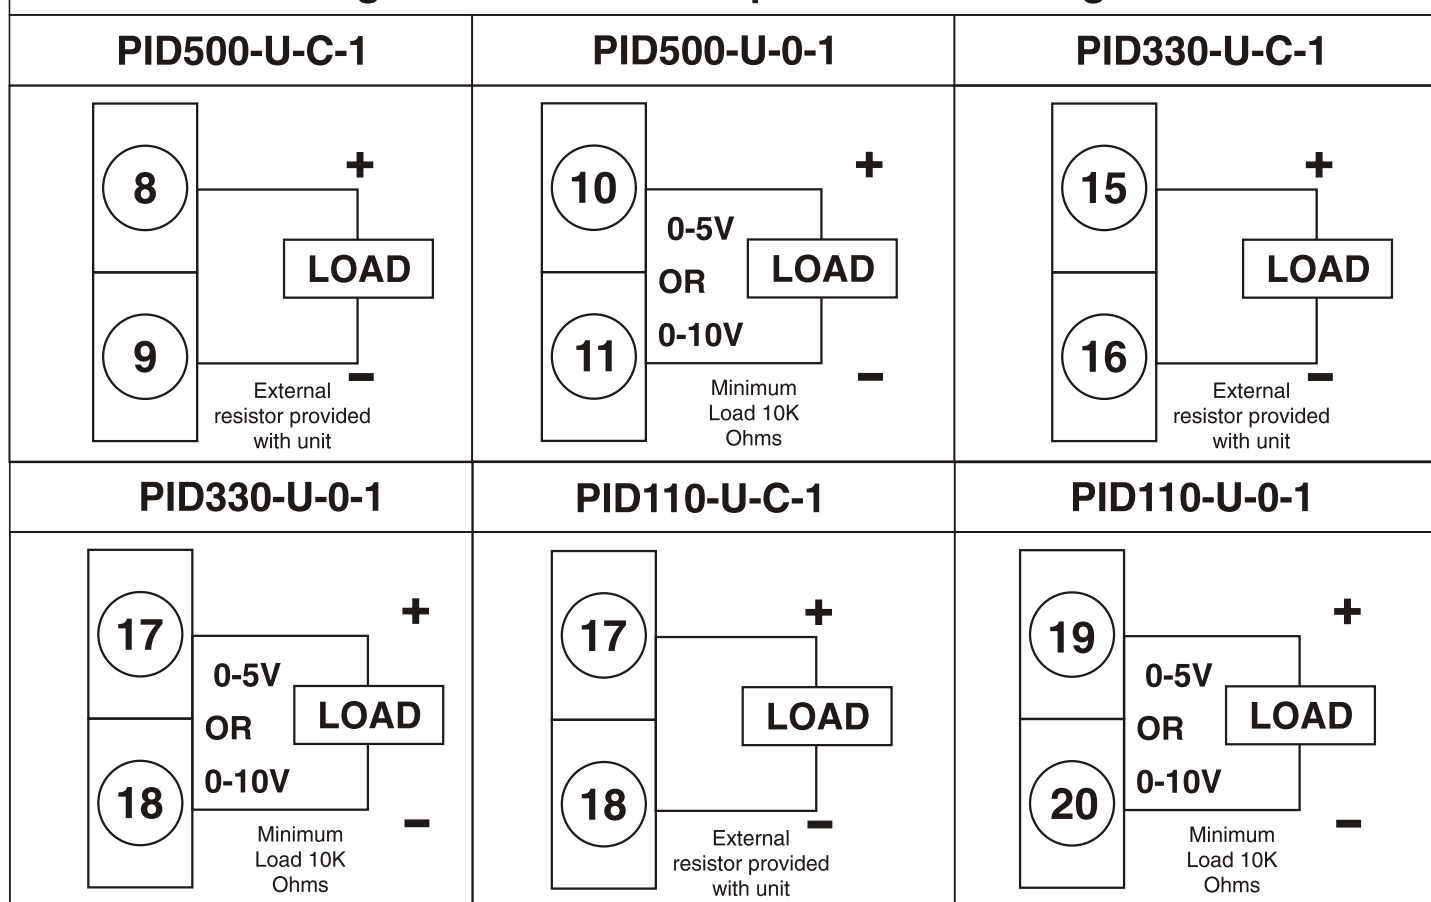 PID500-U-C-1
PID500-U-0-1
PID330-U-C-1
8
+
LOAD
9
−
External
resistor provided
with unit
10
+
0-5V
OR
LOAD
0-10V
11
−
Minimum
Load 10K
Ohms
15
+
LOAD
16
−
External
resistor provided
with unit
PID330-U-0-1
PID110-U-C-1
PID110-U-0-1
17
+
0-5V
OR
LOAD
0-10V
18
−
Minimum
Load 10K
Ohms
17
+
LOAD
18
−
External
resistor provided
with unit
19
+
0-5V
OR
LOAD
0-10V
20
−
Minimum
Load 10K
Ohms